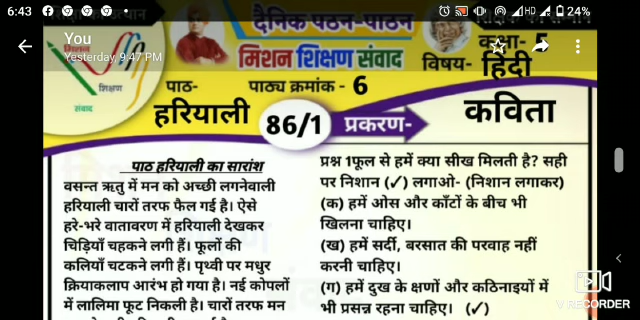 6:43
HD
24%
You
Yesterday, 9:47 PM
दैनिक पठन-पाठन
मिशन शिक्षण संवाद
कक्षा- 5
विषय- हिंदी
मिशन
शिक्षण
संवाद
पाठ-
हरियाली
पाठ्य क्रमांक - 6
86/1
प्रकरण-
कविता
पाठ हरियाली का सारांश
वसन्त ऋतु में मन को अच्छी लगनेवाली
हरियाली चारों तरफ फैल गई है। ऐसे
हरे-भरे वातावरण में हरियाली देखकर
चिड़ियाँ चहकने लगी हैं। फूलों की
कलियाँ चटकने लगी हैं। पृथ्वी पर मधुर
क्रियाकलाप आरंभ हो गया है। नई कोपलों
में लालिमा फूट निकली है। चारों तरफ मन
प्रश्न 1फूल से हमें क्या सीख मिलती है? सही
पर निशान (✓) लगाओ- (निशान लगाकर)
(क) हमें ओस और काँटों के बीच भी
खिलना चाहिए।
(ख) हमें सर्दी, बरसात की परवाह नहीं
करनी चाहिए।
(ग) हमें दुख के क्षणों और कठिनाइयों में
भी प्रसन्न रहना चाहिए। (✓)
V RECORDER